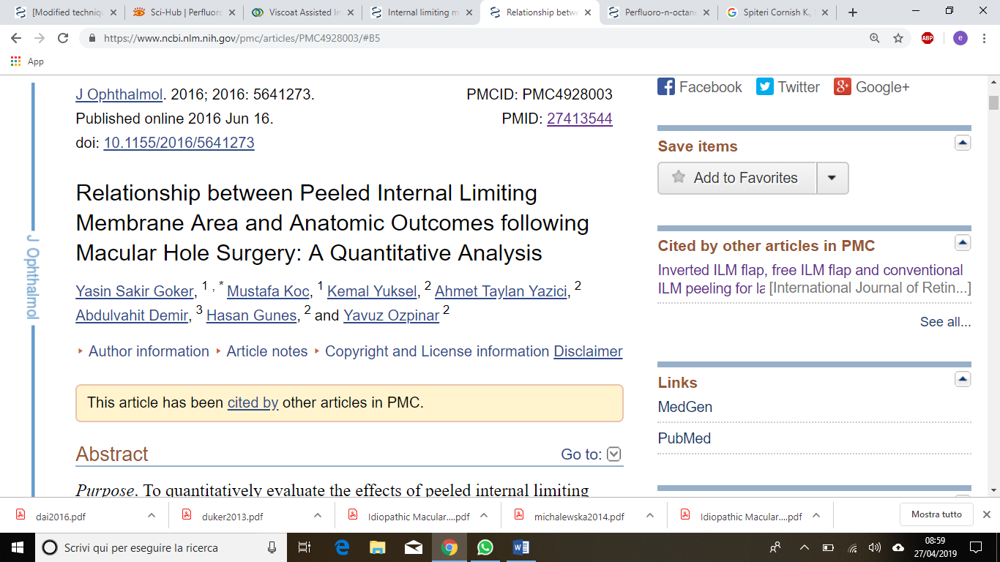 [Modified techniqu
Sci-Hub | Perfluoro
Viscoat Assisted In
Internal limiting m
Relationship betwe
Perfluoro-n-octane
Spiteri Cornish K.,
https://www.ncbi.nlm.nih.gov/pmc/articles/PMC4928003/#B5
ABP
e
App
J Ophthalmol. 2016; 2016: 5641273.
PMCID: PMC4928003
Published online 2016 Jun 16.
PMID: 27413544
doi: 10.1155/2016/5641273
Relationship between Peeled Internal Limiting
Membrane Area and Anatomic Outcomes following
Macular Hole Surgery: A Quantitative Analysis
Yasin Sakir Goker, 1 , * Mustafa Koc, 1 Kemal Yuksel, 2 Ahmet Taylan Yazici, 2
Abdulvahit Demir, 3 Hasan Gunes, 2 and Yavuz Ozpinar 2
Author information Article notes Copyright and License information Disclaimer
This article has been cited by other articles in PMC.
Abstract
Go to:
Purpose. To quantitatively evaluate the effects of peeled internal limiting
J Ophthalmol
Facebook Twitter Google+
Save items
Add to Favorites
Cited by other articles in PMC
Inverted ILM flap, free ILM flap and conventional
ILM peeling for la [International Journal of Retin...]
See all...
Links
MedGen
PubMed
dai2016.pdf
duker2013.pdf
Idiopathic Macular....pdf
michalewska2014.pdf
Idiopathic Macular....pdf
Mostra tutto
Scrivi qui per eseguire la ricerca
08:59
27/04/2019